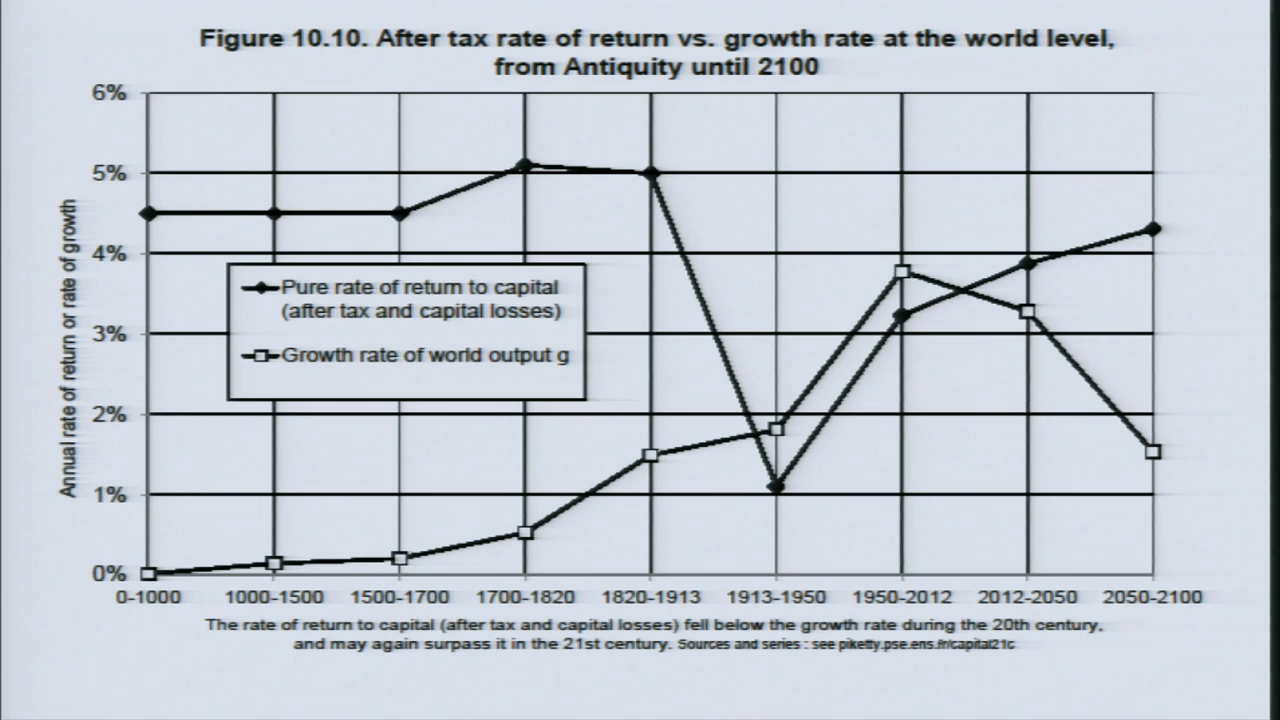 Figure 10.10. After tax rate of return vs. growth rate at the world level,
from Antiquity until 2100
6%
5%
4%
3%
2%
1%
0%
Annual rate of return or rate of growth
Pure rate of return to capital
(after tax and capital losses)
Growth rate of world output g
0-1000 1000-1500 1500-1700 1700-1820 1820-1913 1913-1950 1950-2012 2012-2050 2050-2100
The rate of return to capital (after tax and capital losses) fell below the growth rate during the 20th century,
and may again surpass it in the 21st century. Sources and series : see piketty.pse.ens.fr/capital21c